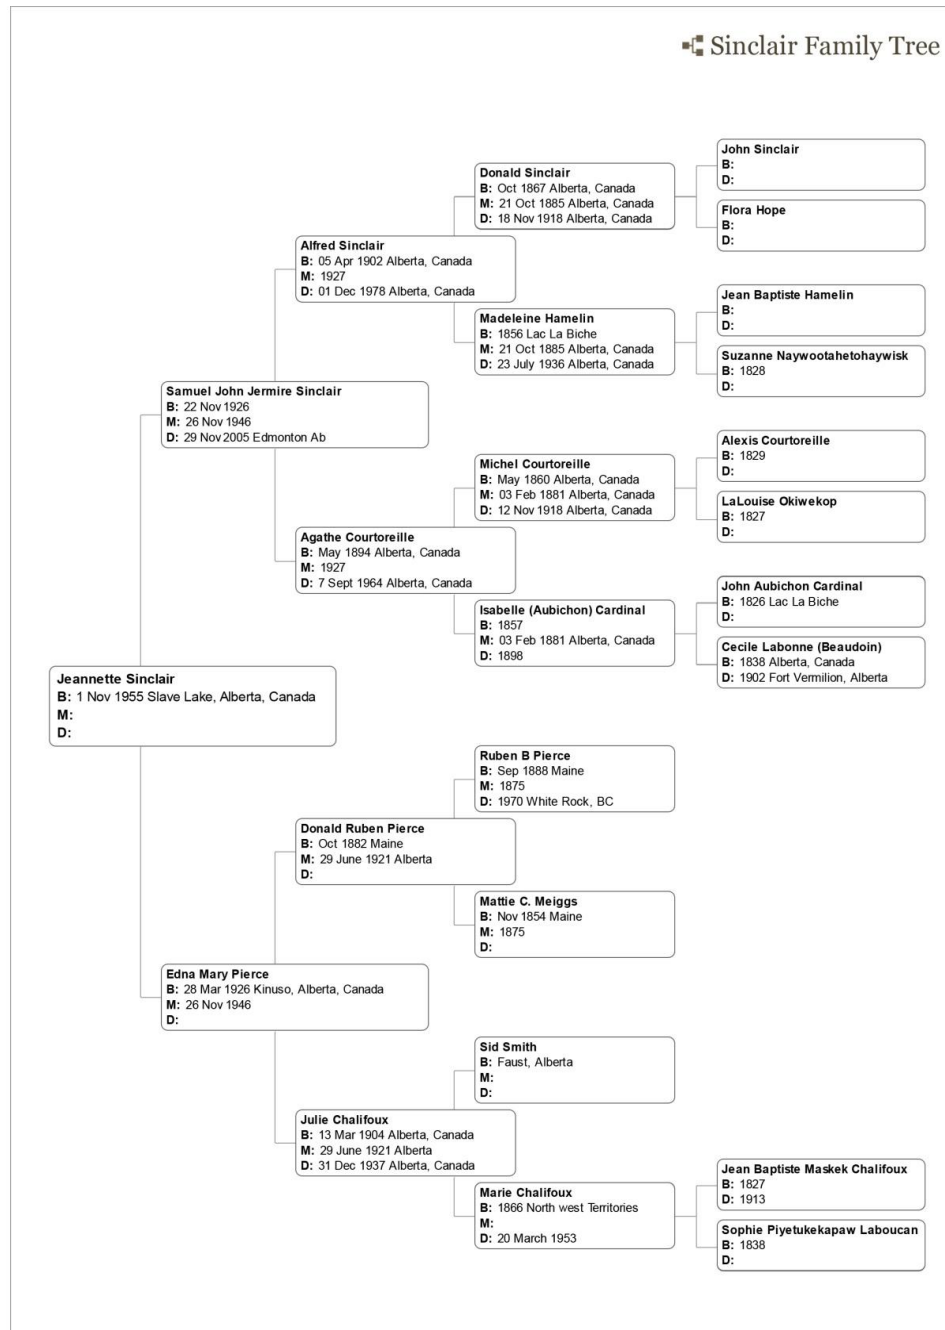 Sinclair Family Tree
John Sinclair
B:
D:
Donald Sinclair
B: Oct 1867 Alberta, Canada
M: 21 Oct 1885 Alberta, Canada
D: 18 Nov 1918 Alberta, Canada
Flora Hope
B:
D:
Alfred Sinclair
B: 05 Apr 1902 Alberta, Canada
M: 1927
D: 01 Dec 1978 Alberta, Canada
Jean Baptiste Hamelin
B:
D:
Madeleine Hamelin
B: 1856 Lac La Biche
M: 21 Oct 1885 Alberta, Canada
D: 23 July 1936 Alberta, Canada
Suzanne Naywootahetohaywisk
B: 1828
D:
Samuel John Jermire Sinclair
B: 22 Nov 1926
M: 26 Nov 1946
D: 29 Nov 2005 Edmonton Ab
Alexis Courtoreille
B: 1829
D:
Michel Courtoreille
B: May 1860 Alberta, Canada
M: 03 Feb 1881 Alberta, Canada
D: 12 Nov 1918 Alberta, Canada
LaLouise Okiwekop
B: 1827
D:
Agathe Courtoreille
B: May 1894 Alberta, Canada
M: 1927
D: 7 Sept 1964 Alberta, Canada
John Aubichon Cardinal
B: 1826 Lac La Biche
D:
Isabelle (Aubichon) Cardinal
B: 1857
M: 03 Feb 1881 Alberta, Canada
D: 1898
Cecile Labonne (Beaudoin)
B: 1838 Alberta, Canada
D: 1902 Fort Vermilion, Alberta
Jeannette Sinclair
B: 1 Nov 1955 Slave Lake, Alberta, Canada
M:
D:
Ruben B Pierce
B: Sep 1888 Maine
M: 1875
D: 1970 White Rock, BC
Donald Ruben Pierce
B: Oct 1882 Maine
M: 29 June 1921 Alberta
D:
Mattie C. Meiggs
B: Nov 1854 Maine
M: 1875
D:
Edna Mary Pierce
B: 28 Mar 1926 Kinuso, Alberta, Canada
M: 26 Nov 1946
D:
Sid Smith
B: Faust, Alberta
M:
D:
Julie Chalifoux
B: 13 Mar 1904 Alberta, Canada
M: 29 June 1921 Alberta
D: 31 Dec 1937 Alberta, Canada
Jean Baptiste Maskek Chalifoux
B: 1827
D: 1913
Marie Chalifoux
B: 1866 North west Territories
M:
D: 20 March 1953
Sophie Piyetukekapaw Laboucan
B: 1838
D: